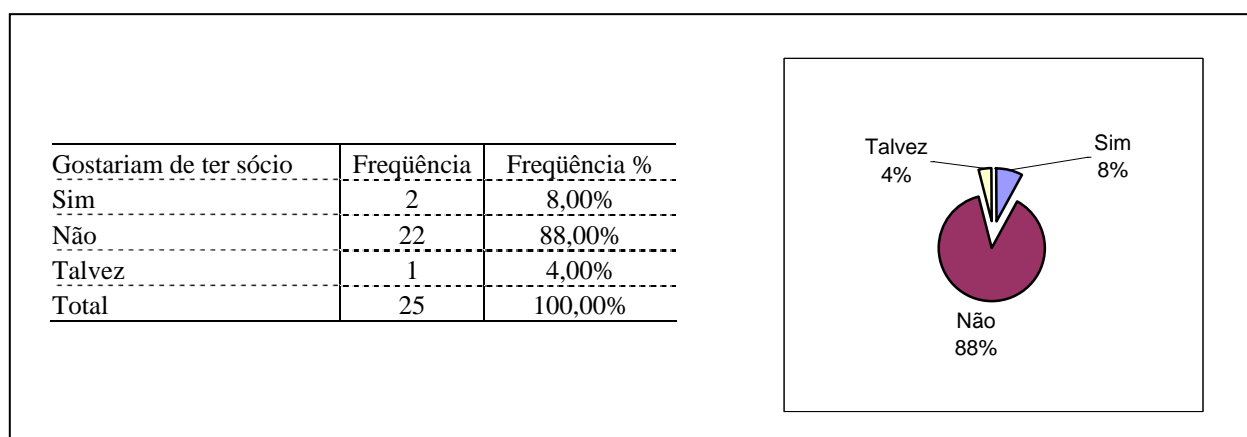 Gostariam de ter sócio Freqüência Freqüência %
Sim 2 8,00%
Não 22 88,00%
Talvez 1 4,00%
Total 25 100,00%
Talvez
4%
Sim
8%
Não
88%